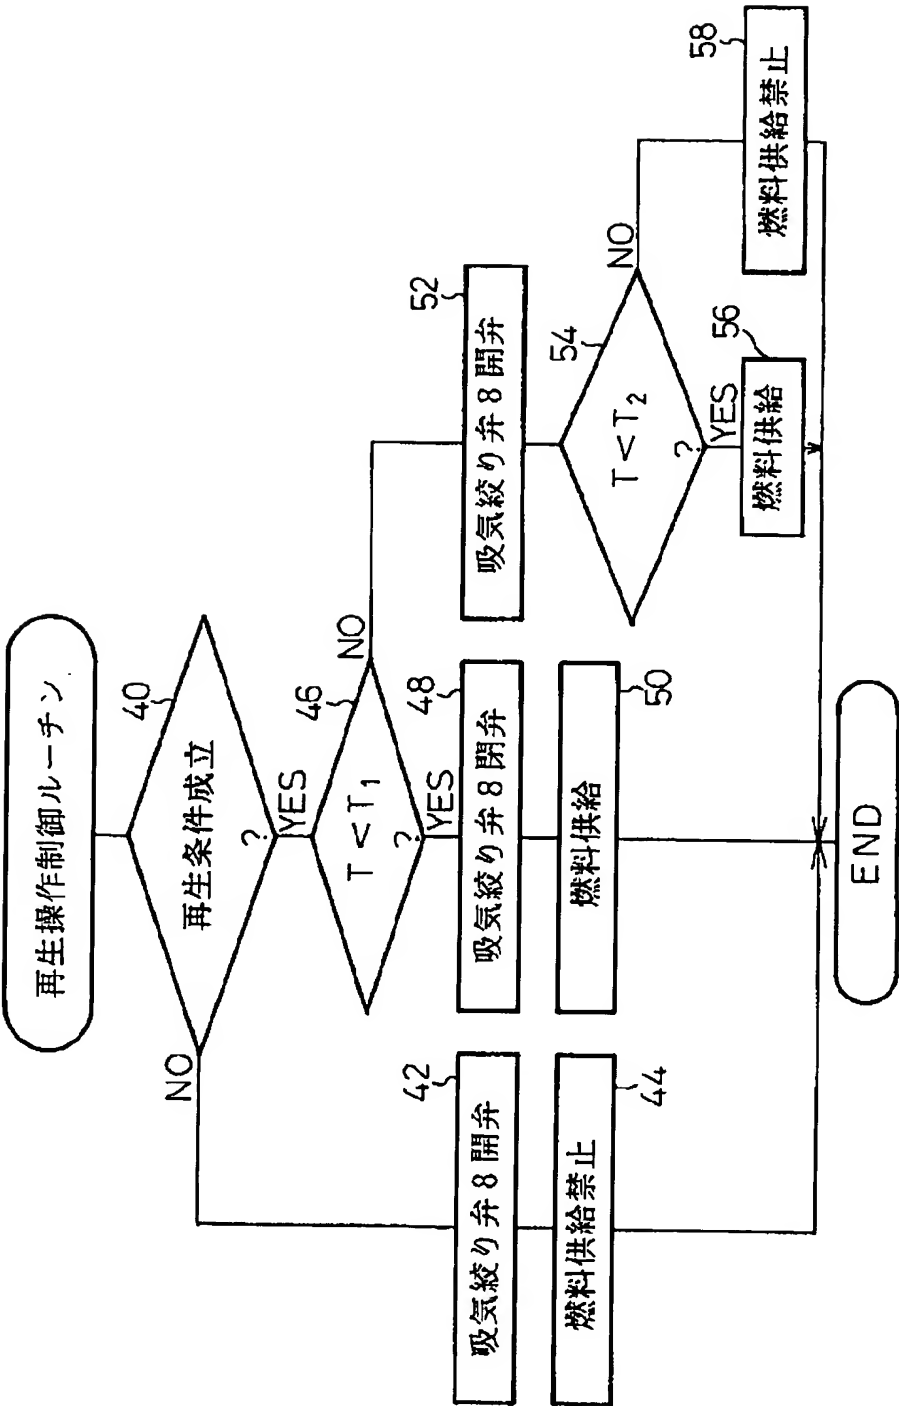 再生操作制御ルーチン
40
再生条件成立
?
NO
YES
46
T<T1
?
NO
YES
42
吸気絞り弁8開弁
44
燃料供給禁止
48
吸気絞り弁8閉弁
50
燃料供給
52
吸気絞り弁8開弁
54
T<T2
?
NO
YES
56
燃料供給
58
燃料供給禁止
END